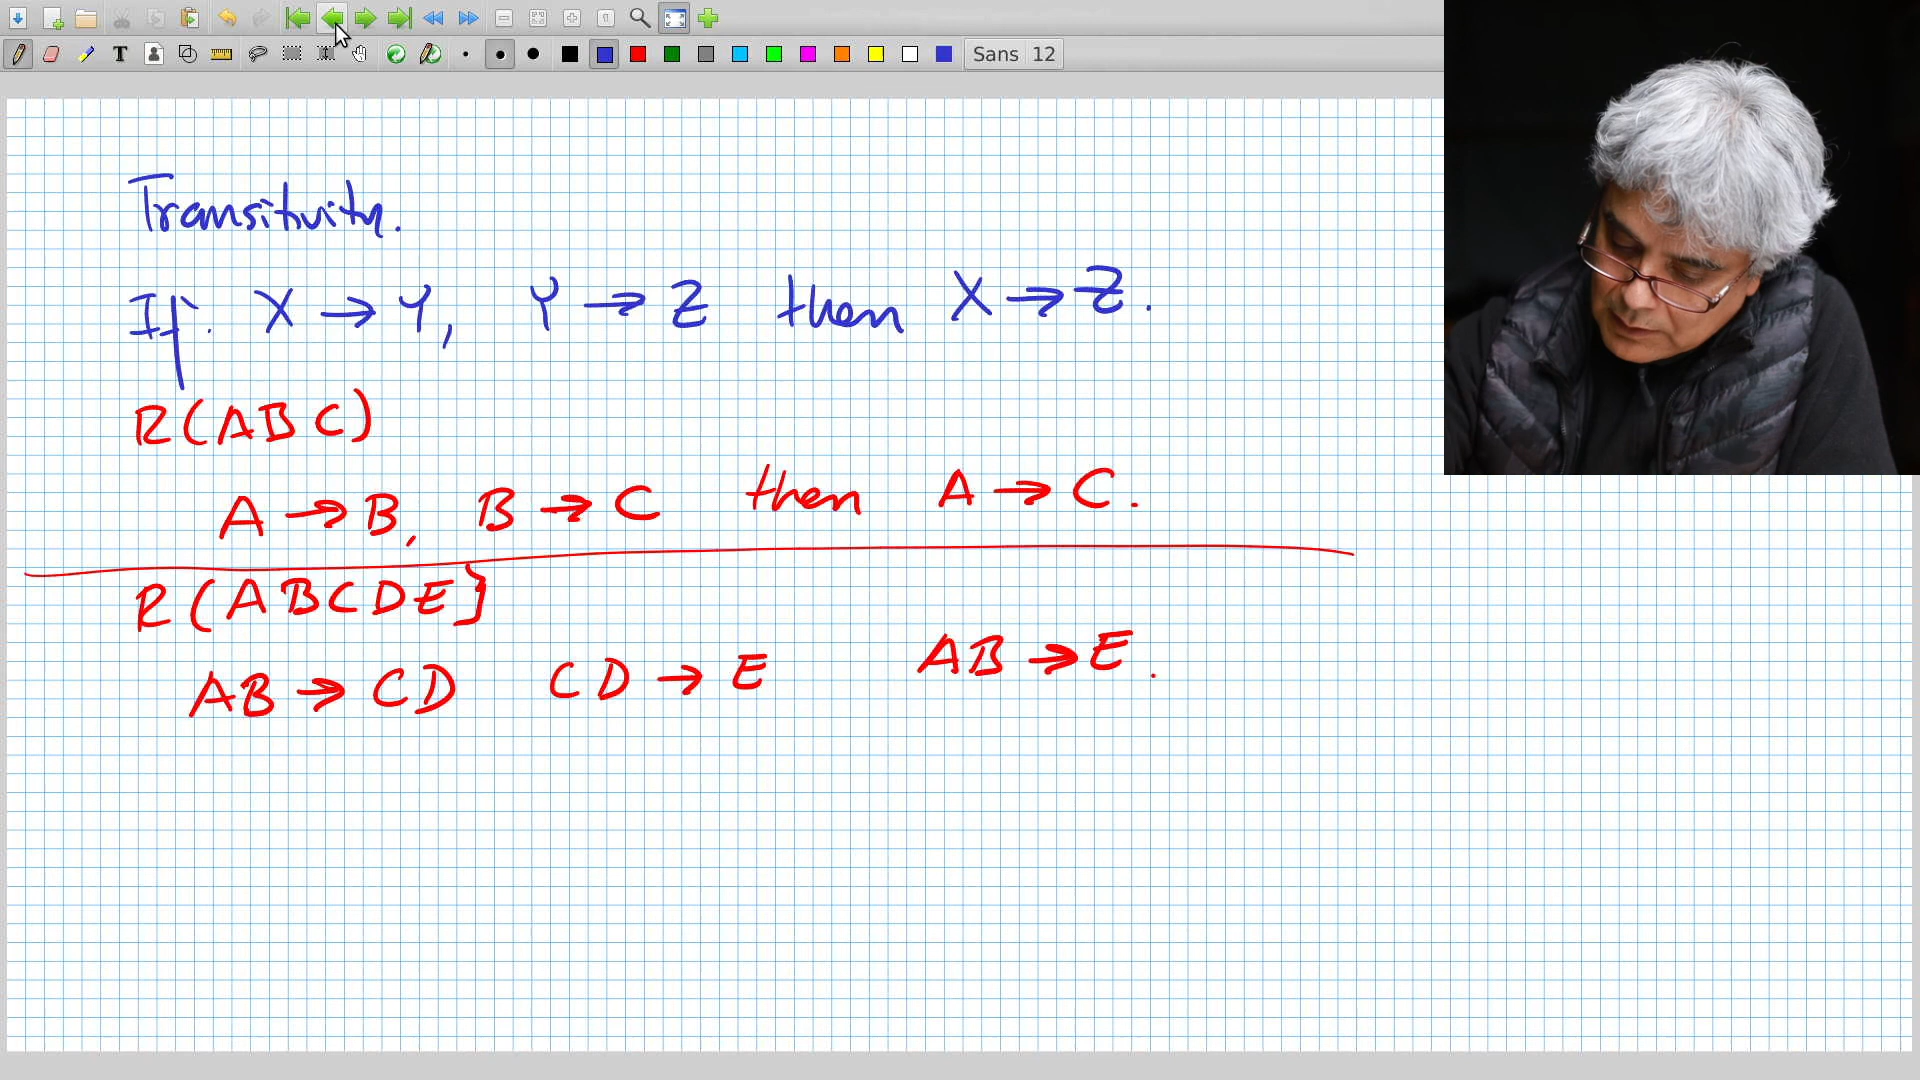 Sans 12
Transitivity.
If: X → Y, Y → Z then X → Z.
R(ABC)
A → B, B → C then A → C.
R(ABCDE)
AB → CD CD → E AB → E.